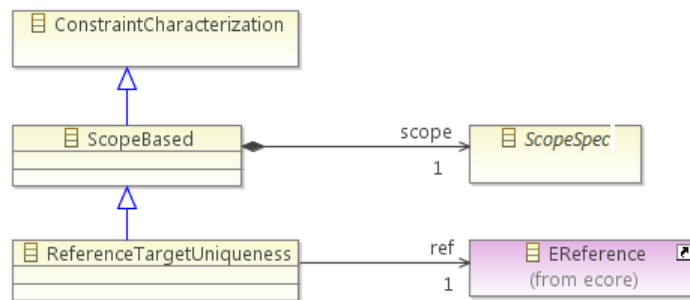 ConstraintCharacterization
ScopeBased
scope
1
ScopeSpec
ReferenceTargetUniqueness
ref
1
EReference
(from ecore)